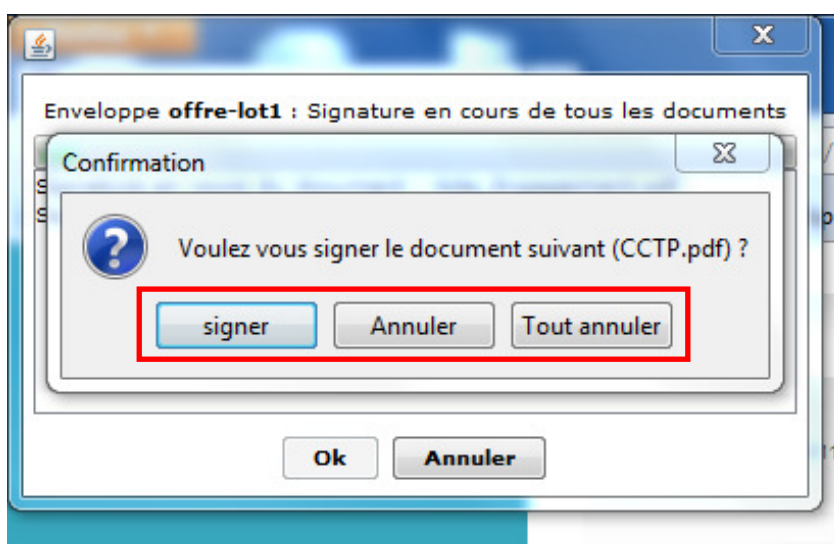 Enveloppe offre-lot1 : Signature en cours de tous les documents
Confirmation
Voulez vous signer le document suivant (CCTP.pdf) ?
signer Annuler Tout annuler
Ok Annuler